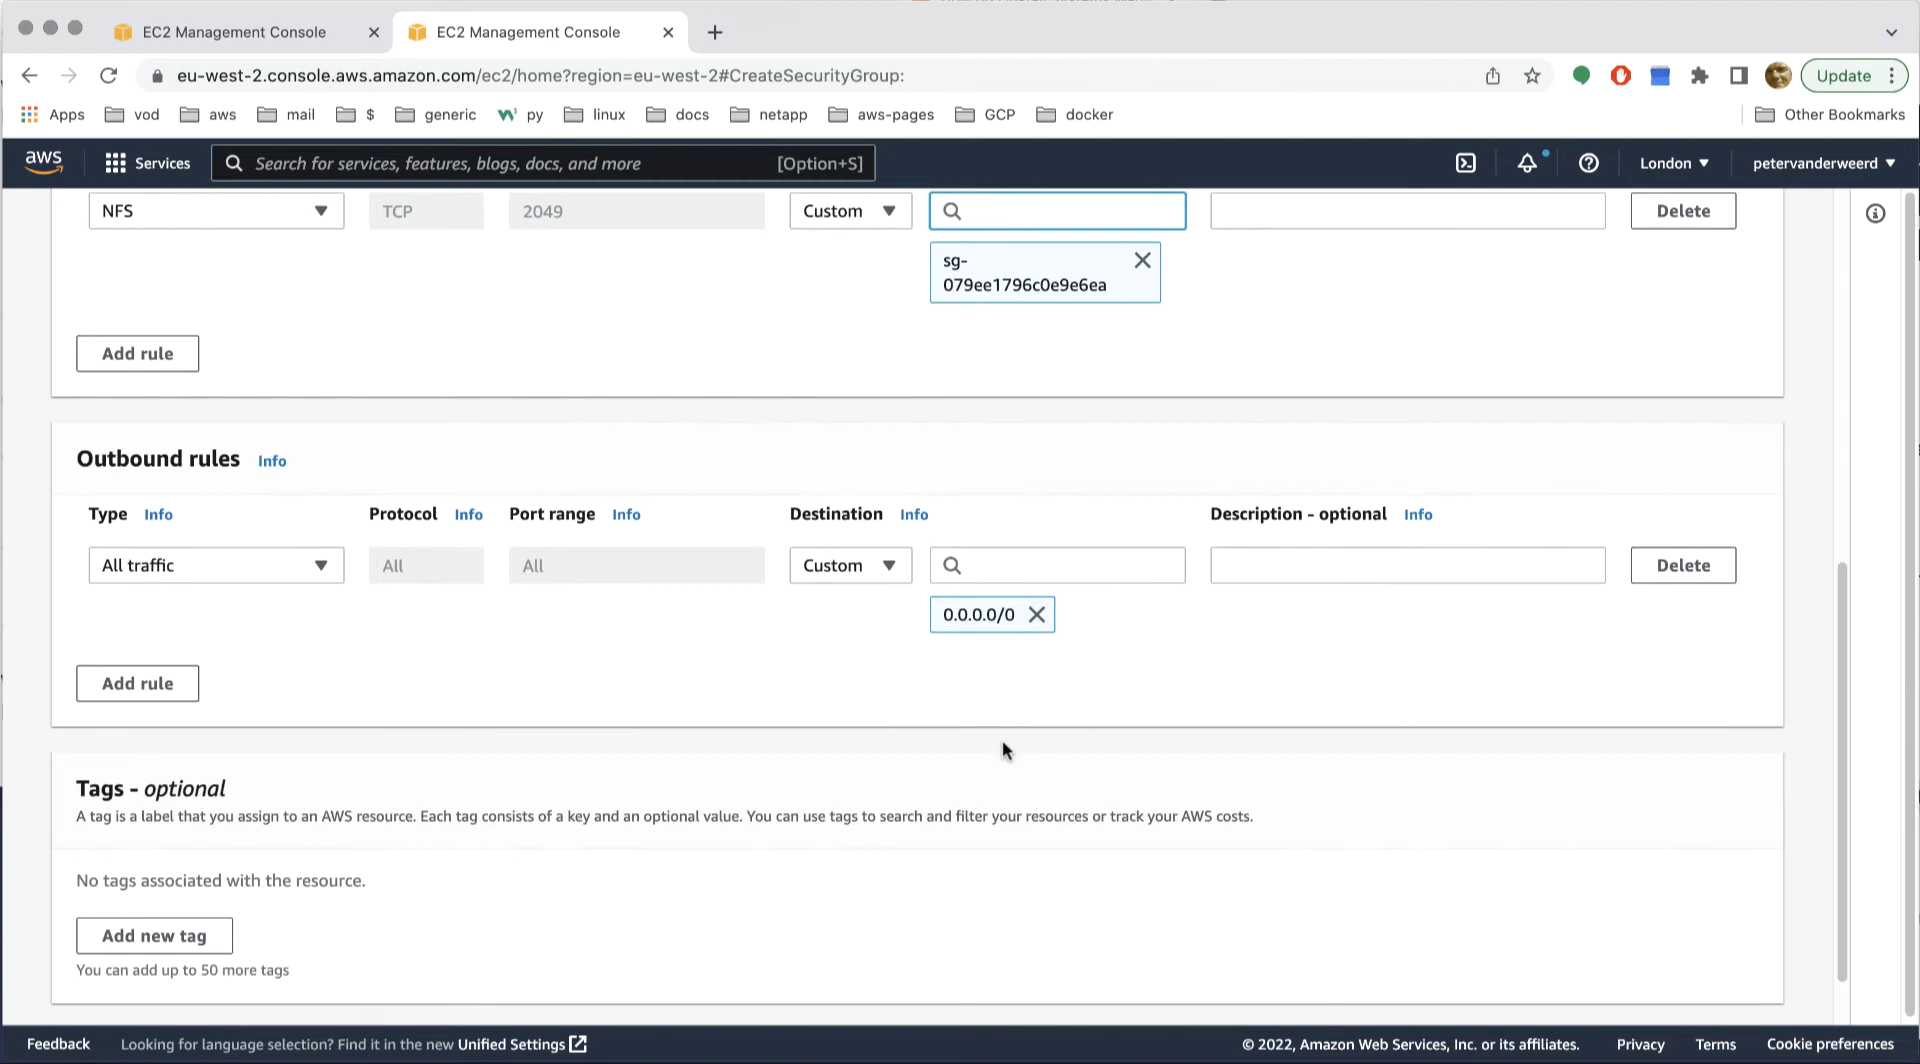 EC2 Management Console
EC2 Management Console
eu-west-2.console.aws.amazon.com/ec2/home?region=eu-west-2#CreateSecurityGroup:
Update
Apps vod aws mail $ generic py linux docs netapp aws-pages GCP docker Other Bookmarks
aws Services Search for services, features, blogs, docs, and more [Option+S] London petervanderweerd
NFS TCP 2049 Custom Delete
sg-
079ee1796c0e9e6ea
Add rule
Outbound rules Info
Type Info Protocol Info Port range Info Destination Info Description - optional Info
All traffic All All Custom Delete
0.0.0.0/0
Add rule
Tags - optional
A tag is a label that you assign to an AWS resource. Each tag consists of a key and an optional value. You can use tags to search and filter your resources or track your AWS costs.
No tags associated with the resource.
Add new tag
You can add up to 50 more tags
Feedback Looking for language selection? Find it in the new Unified Settings © 2022, Amazon Web Services, Inc. or its affiliates. Privacy Terms Cookie preferences